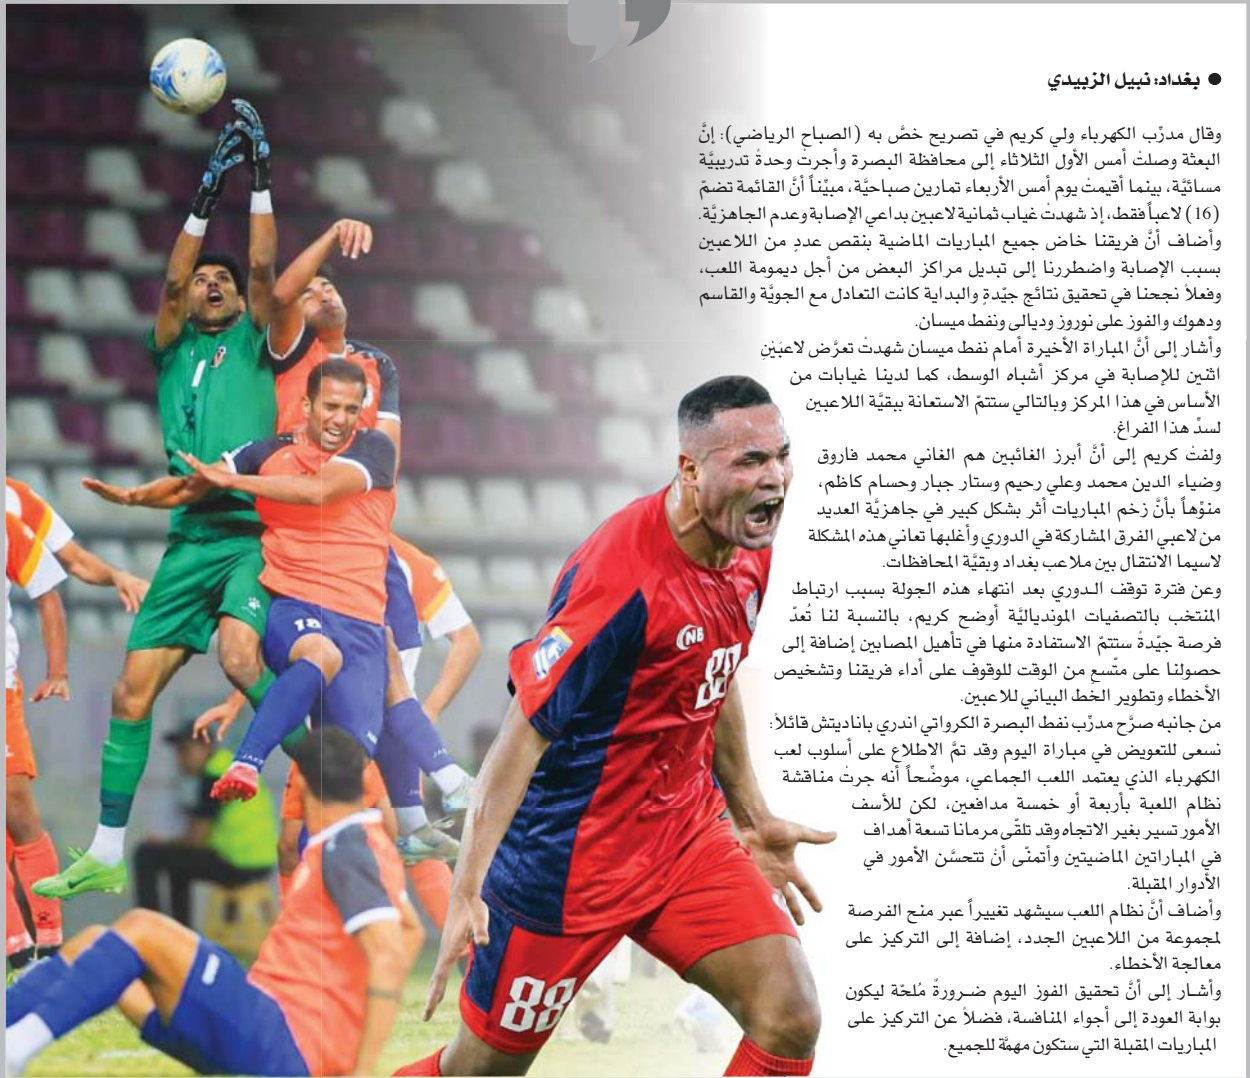 ● بغداد: نبيل الزبيدي
وقال مدرِّب الكهرباء ولي كريم في تصريح خصَّ به (الصباح الرياضي): إنَّ
البعثة وصلتْ أمس الأول الثلاثاء إلى محافظة البصرة وأجرتْ وحدةً تدريبيَّة
مسائيَّة، بينما أقيمتْ يوم أمس الأربعاء تمارين صباحيَّة، مبيّناً أنَّ القائمة تضمّ
(16) لاعباً فقط، إذ شهدتْ غياب ثمانية لاعبين بداعي الإصابة وعدم الجاهزيَّة.
وأضاف أنَّ فريقنا خاض جميع المباريات الماضية بنقص عددٍ من اللاعبين
بسبب الإصابة واضطررنا إلى تبديل مراكز البعض من أجل ديمومة اللعب،
وفعلاً نجحنا في تحقيق نتائج جيّدةٍ والبداية كانت التعادل مع الجويَّة والقاسم
ودهوك والفوز على نوروز وديالى ونفط ميسان.
وأشار إلى أنَّ المباراة الأخيرة أمام نفط ميسان شهدتْ تعرَّض لاعبَيْنِ
اثنين للإصابة في مركز أشباه الوسط، كما لدينا غيابات من
الأساس في هذا المركز وبالتالي ستتمّ الاستعانة ببقيَّة اللاعبين
لسدِّ هذا الفراغ.
ولفتْ كريم إلى أنَّ أبرز الغائبين هم الغاني محمد فاروق
وضياء الدين محمد وعلي رحيم وستار جبار وحسام كاظم،
منوِّهاً بأنَّ زخم المباريات أثر بشكل كبير في جاهزيَّة العديد
من لاعبي الفرق المشاركة في الدوري وأغلبها تعاني هذه المشكلة
لاسيما الانتقال بين ملاعب بغداد وبقيَّة المحافظات.
وعن فترة توقف الدوري بعد انتهاء هذه الجولة بسبب ارتباط
المنتخب بالتصفيات المونديااليَّة أوضح كريم، بالنسبة لنا تُعدّ
فرصة جيّدةً ستتمّ الاستفادة منها في تأهيل المصابين إضافة إلى
حصولنا على متّسعٍ من الوقت للوقوف على أداء فريقنا وتشخيص
الأخطاء وتطوير الخط البياني للاعبين.
من جانبه صرَّح مدرِّب نفط البصرة الكرواتي اندري باناديتش قائلاً:
نسعى للتعويض في مباراة اليوم وقد تمَّ الاطلاع على أسلوب لعب
الكهرباء الذي يعتمد اللعب الجماعي، موضِّحاً أنه جرتْ مناقشة
نظام اللعبة بأربعة أو خمسة مدافعين، لكن للأسف
الأمور تسير بغير الاتجاه وقد تلقّى مرمانا تسعة أهداف
في المباراتين الماضيتين وأتمنّى أنْ تتحسَّن الأمور في
الأدوار المقبلة.
وأضاف أنَّ نظام اللعب سيشهد تغييراً عبر منح الفرصة
لمجموعة من اللاعبين الجدد، إضافة إلى التركيز على
معالجة الأخطاء.
وأشار إلى أنَّ تحقيق الفوز اليوم ضرورةٌ مُلحّة ليكون
بوابة العودة إلى أجواء المنافسة، فضلاً عن التركيز على
المباريات المقبلة التي ستكون مهمَّة للجميع.
1
18
NB
88
88